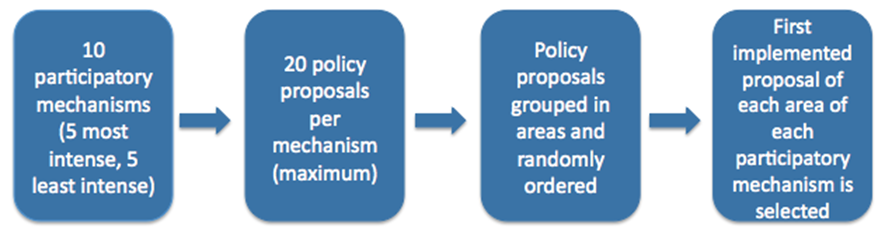 10
participatory
mechanisms
(5 most
intense, 5
least intense)
20 policy
proposals
per
mechanism
(maximum)
Policy
proposals
grouped in
areas and
randomly
ordered
First
implemented
proposal of
each area of
each
participatory
mechanism is
selected